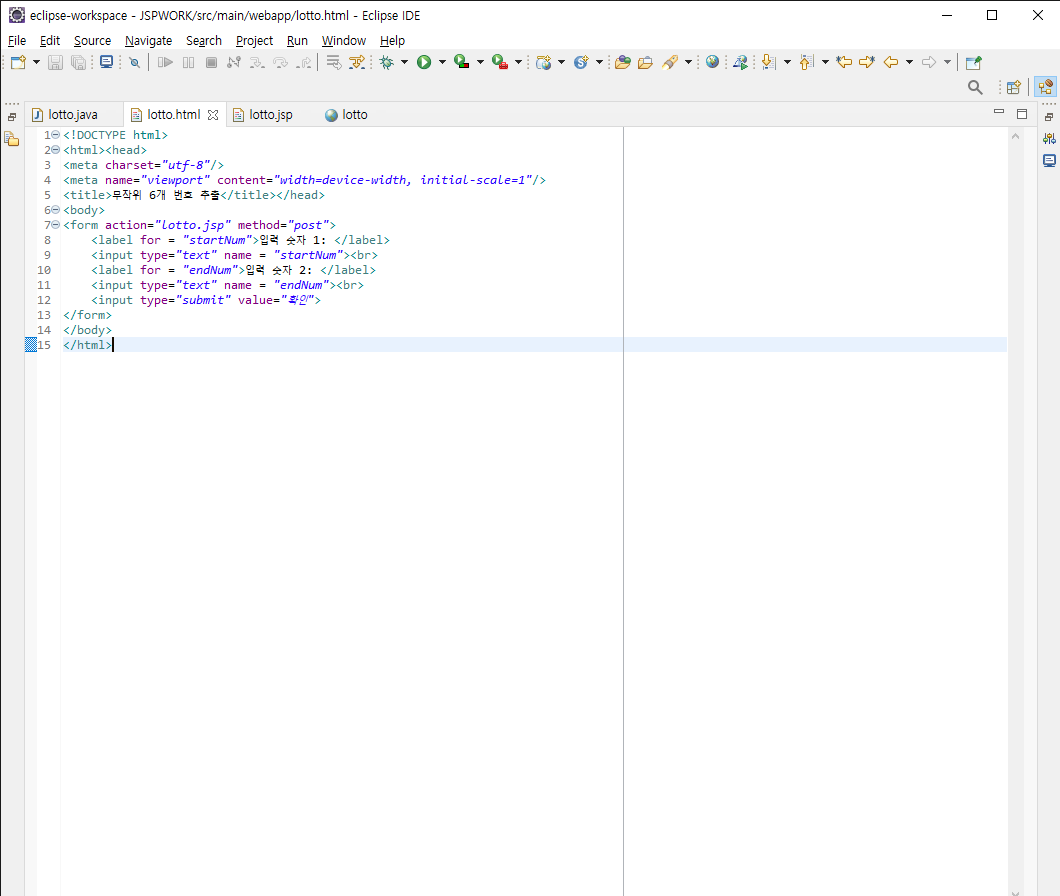 eclipse-workspace - JSPWORK/src/main/webapp/lotto.html - Eclipse IDE
File Edit Source Navigate Search Project Run Window Help
lotto.java lotto.html lotto.jsp lotto
1 <!DOCTYPE html>
2 <html><head>
3 <meta charset="utf-8"/>
4 <meta name="viewport" content="width=device-width, initial-scale=1"/>
5 <title>무작위 6개 번호 추출</title></head>
6 <body>
7 <form action="lotto.jsp" method="post">
8 <label for = "startNum">입력 숫자 1: </label>
9 <input type="text" name = "startNum"><br>
10 <label for = "endNum">입력 숫자 2: </label>
11 <input type="text" name = "endNum"><br>
12 <input type="submit" value="확인">
13 </form>
14 </body>
15 </html>